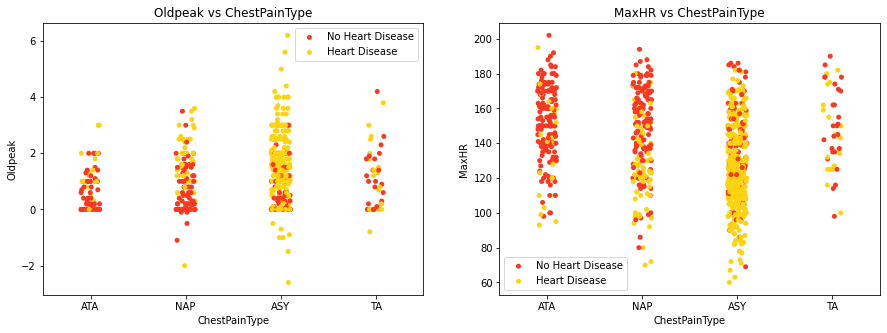 Oldpeak vs ChestPainType
No Heart Disease
Heart Disease
6
4
2
0
−2
Oldpeak
ATA NAP ASY TA
ChestPainType
MaxHR vs ChestPainType
200
180
160
140
120
100
80
60
MaxHR
No Heart Disease
Heart Disease
ATA NAP ASY TA
ChestPainType